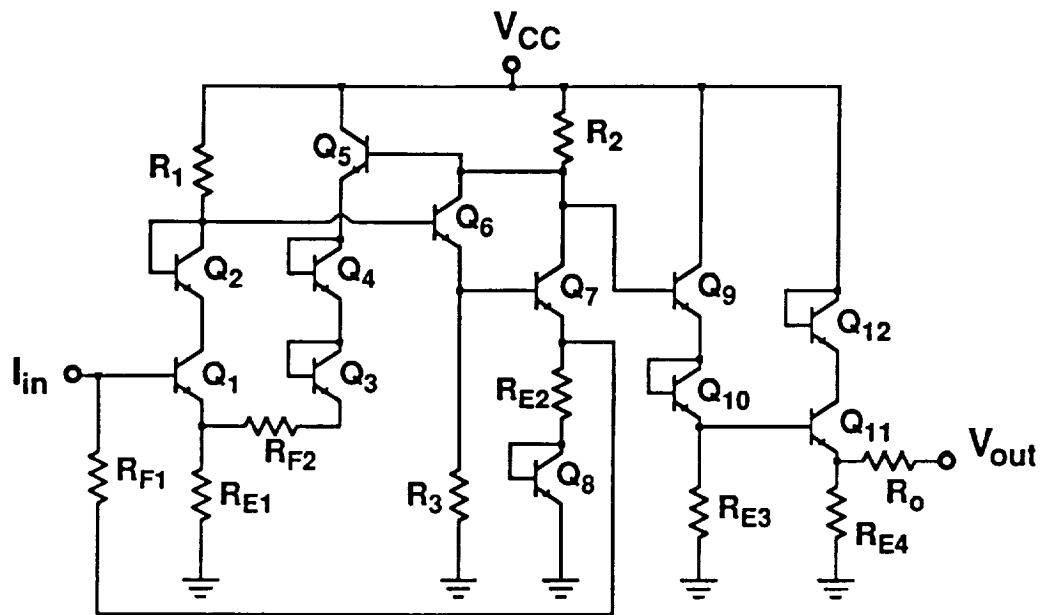 V_CC
R_1
Q_5
R_2
Q_6
Q_2
Q_4
Q_7
Q_9
Q_12
I_in
Q_1
Q_3
R_E2
Q_10
Q_11
V_out
R_F2
R_F1
R_E1
R_3
Q_8
R_E3
R_o
R_E4